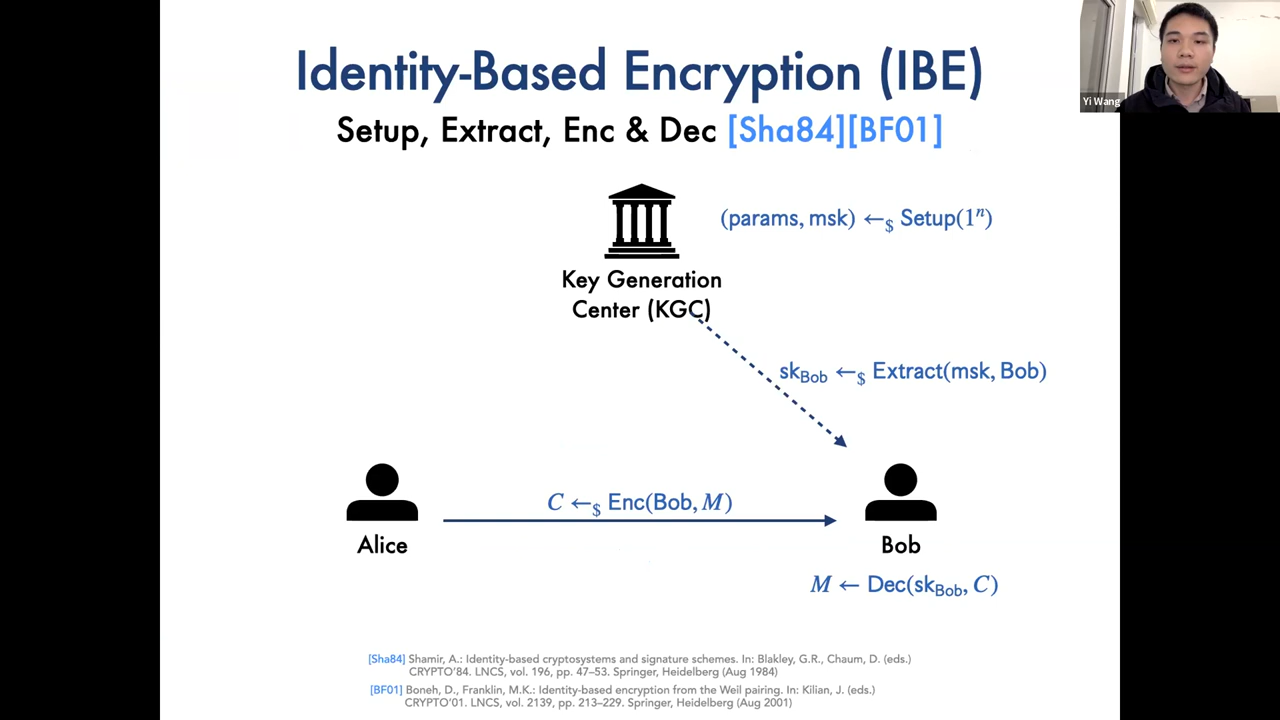 Identity-Based Encryption (IBE)
Setup, Extract, Enc & Dec [Sha84][BF01]
Yi Wang
(params, msk) ←$ Setup(1ⁿ)
Key Generation
Center (KGC)
skBob ←$ Extract(msk, Bob)
C ←$ Enc(Bob, M)
Alice
Bob
M ← Dec(skBob, C)
[Sha84] Shamir, A.: Identity-based cryptosystems and signature schemes. In: Blakley, G.R., Chaum, D. (eds.)
CRYPTO'84. LNCS, vol. 196, pp. 47–53. Springer, Heidelberg (Aug 1984)
[BF01] Boneh, D., Franklin, M.K.: Identity-based encryption from the Weil pairing. In: Kilian, J. (eds.)
CRYPTO'01. LNCS, vol. 2139, pp. 213–229. Springer, Heidelberg (Aug 2001)